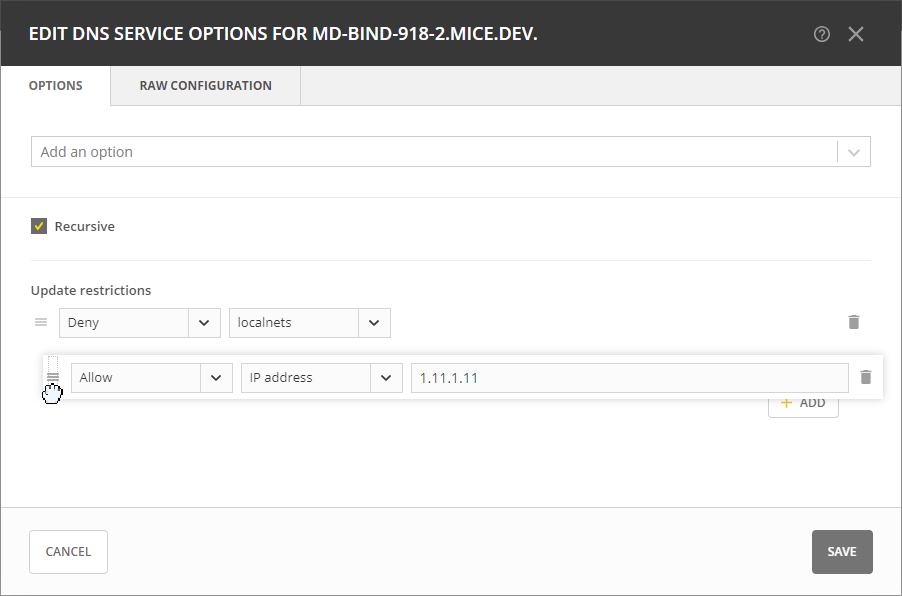 EDIT DNS SERVICE OPTIONS FOR MD-BIND-918-2.MICE.DEV.
OPTIONS RAW CONFIGURATION
Add an option
Recursive
Update restrictions
Deny localnets
Allow IP address 1.11.1.11
+ ADD
CANCEL SAVE